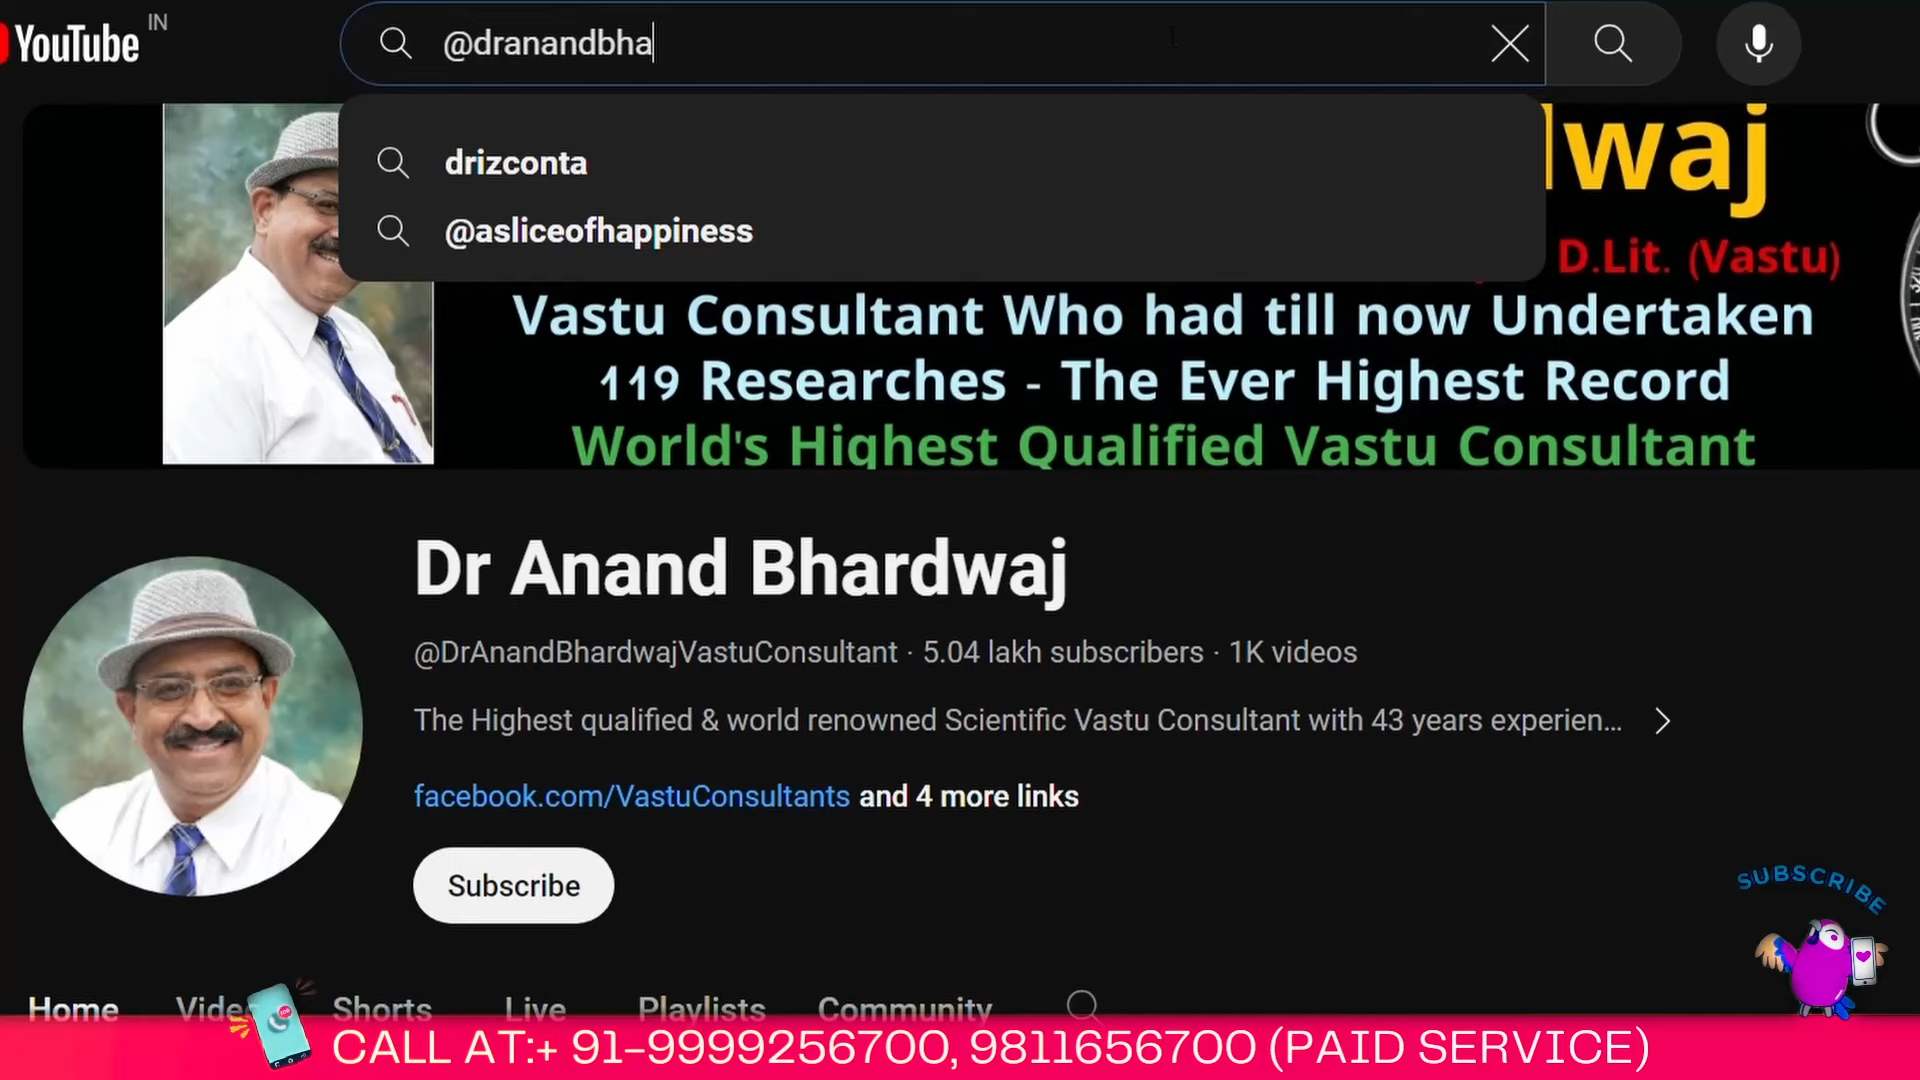 YouTube IN
@dranandbha
drizconta
@asliceofhappiness
dwaj
D.Lit. (Vastu)
Vastu Consultant Who had till now Undertaken
119 Researches - The Ever Highest Record
World's Highest Qualified Vastu Consultant
Dr Anand Bhardwaj
@DrAnandBhardwajVastuConsultant · 5.04 lakh subscribers · 1K videos
The Highest qualified & world renowned Scientific Vastu Consultant with 43 years experien...
facebook.com/VastuConsultants and 4 more links
Subscribe
SUBSCRIBE
Home Vide Shorts Live Playlists Community
CALL AT:+ 91-9999256700, 9811656700 (PAID SERVICE)